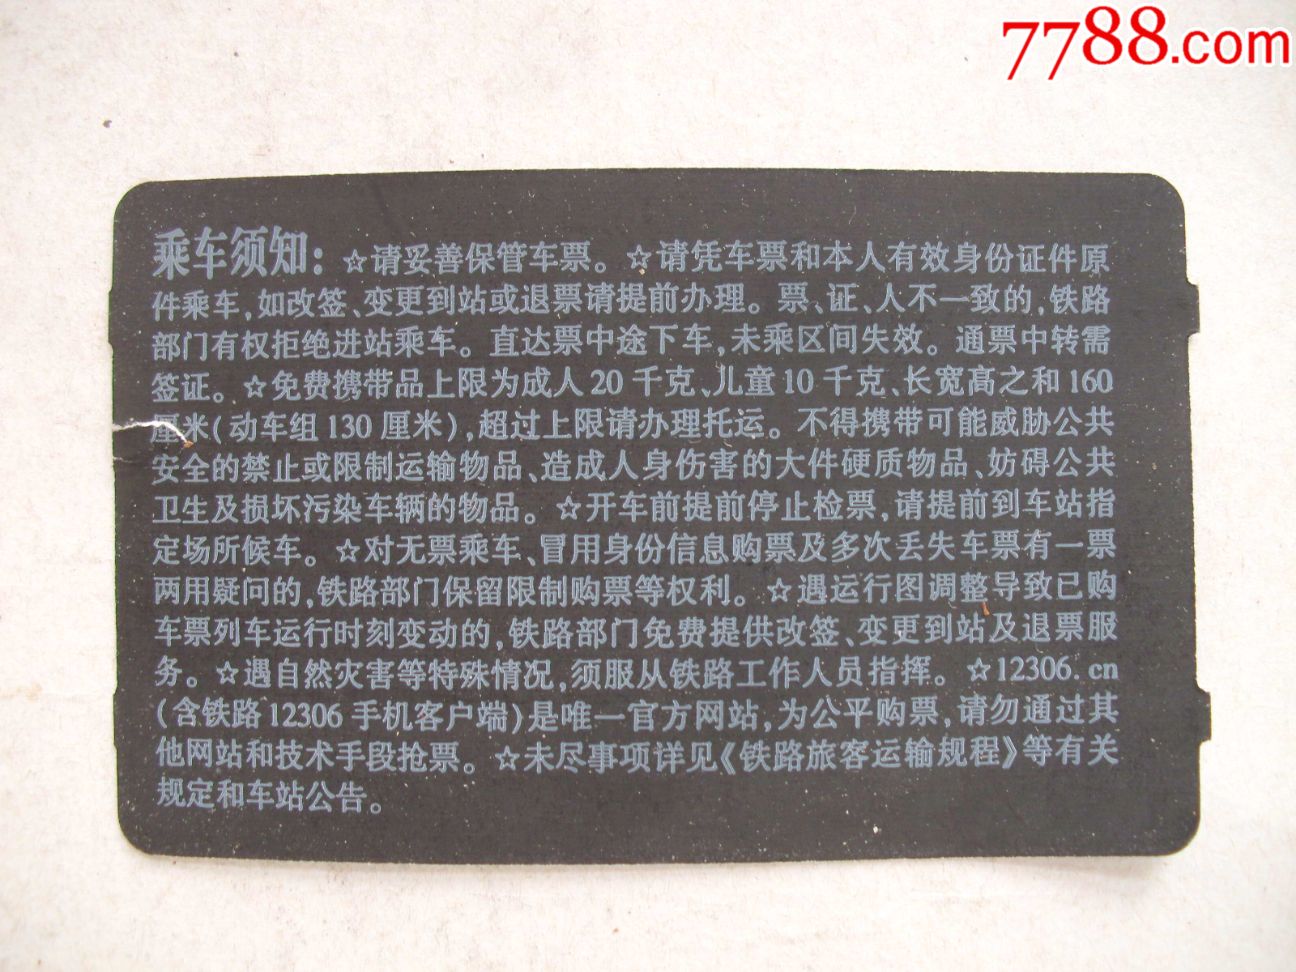 7788.com
乘车须知:☆请妥善保管车票。☆请凭车票和本人有效身份证件原
件乘车,如改签、变更到站或退票请提前办理。票、证、人不一致的,铁路
部门有权拒绝进站乘车。直达票中途下车,未乘区间失效。通票中转需
签证。☆免费携带品上限为成人20千克、儿童10千克、长宽高之和160
厘米(动车组130厘米),超过上限请办理托运。不得携带可能威胁公共
安全的禁止或限制运输物品、造成人身伤害的大件硬质物品、妨碍公共
卫生及损坏污染车辆的物品。☆开车前提前停止检票,请提前到车站指
定场所候车。☆对无票乘车、冒用身份信息购票及多次丢失车票有一票
两用疑问的,铁路部门保留限制购票等权利。☆遇运行图调整导致已购
车票列车运行时刻变动的,铁路部门免费提供改签、变更到站及退票服
务。☆遇自然灾害等特殊情况,须服从铁路工作人员指挥。☆12306.cn
(含铁路12306手机客户端)是唯一官方网站,为公平购票,请勿通过其
他网站和技术手段抢票。☆未尽事项详见《铁路旅客运输规程》等有关
规定和车站公告。